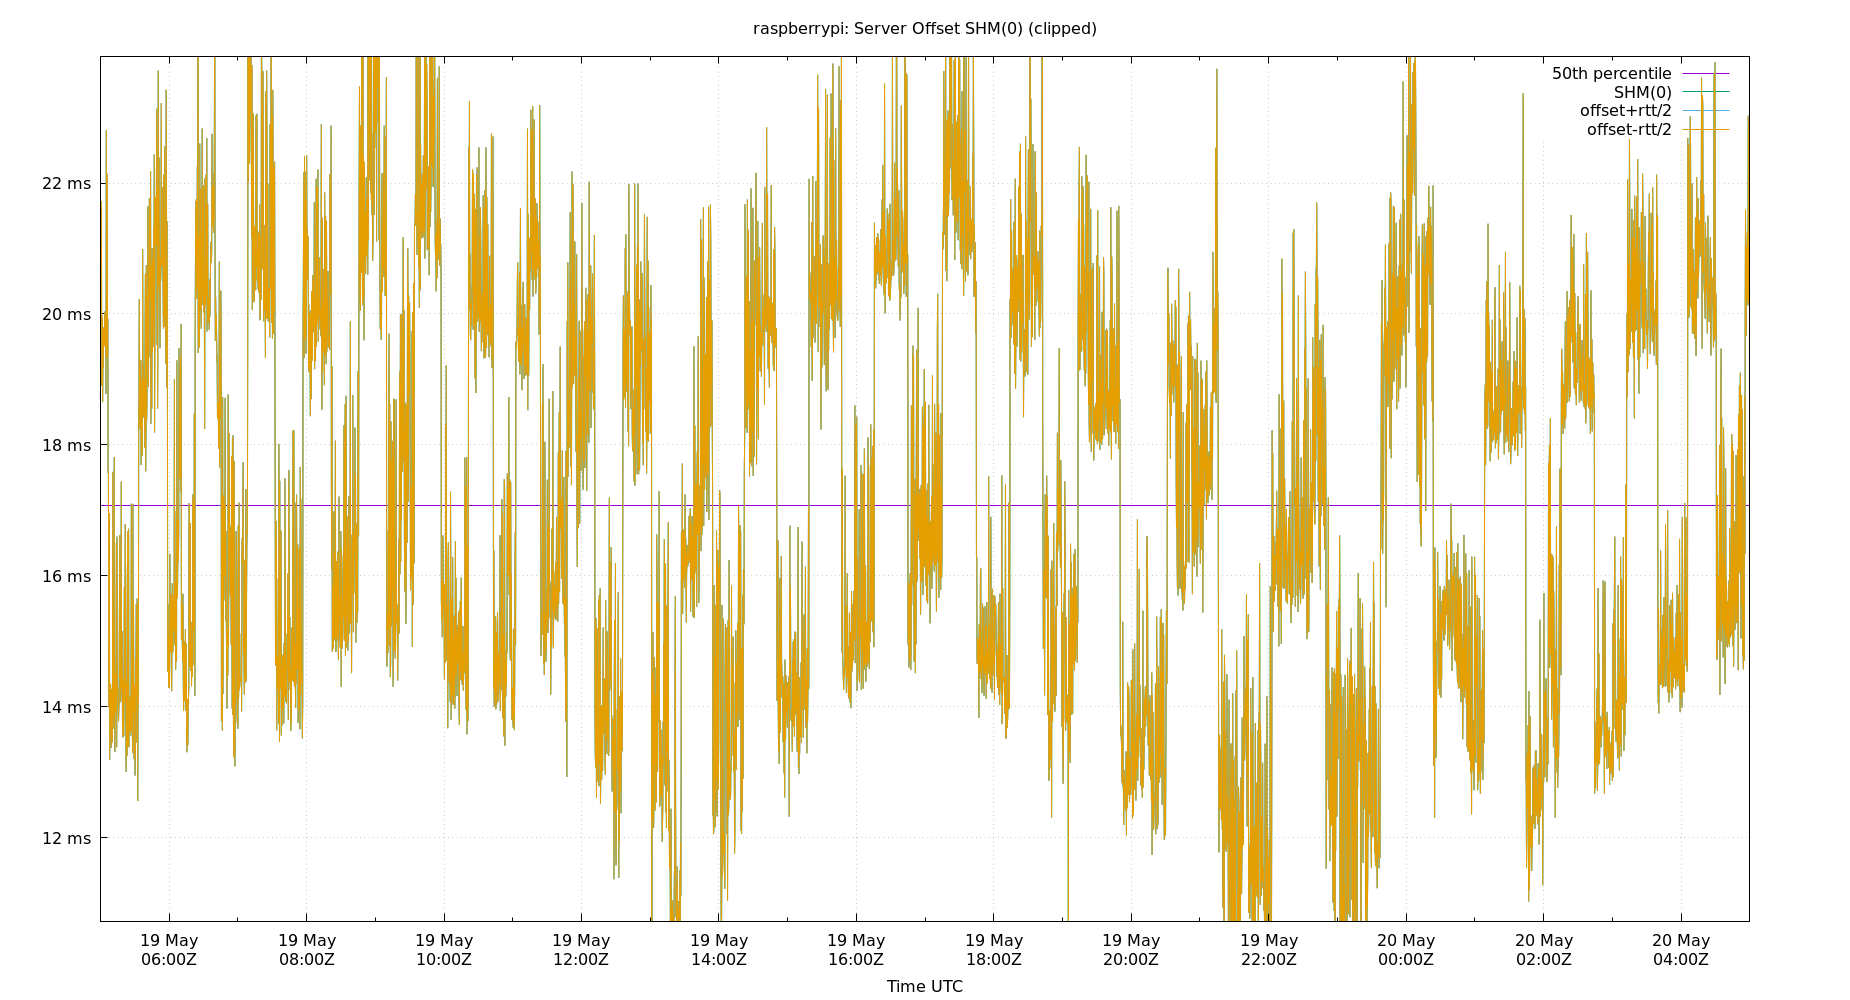 raspberrypi: Server Offset SHM(0) (clipped)
50th percentile
SHM(0)
offset+rtt/2
offset-rtt/2
22 ms
20 ms
18 ms
16 ms
14 ms
12 ms
19 May 19 May 19 May 19 May 19 May 19 May 19 May 19 May 19 May 20 May 20 May 20 May
06:00Z 08:00Z 10:00Z 12:00Z 14:00Z 16:00Z 18:00Z 20:00Z 22:00Z 00:00Z 02:00Z 04:00Z
Time UTC